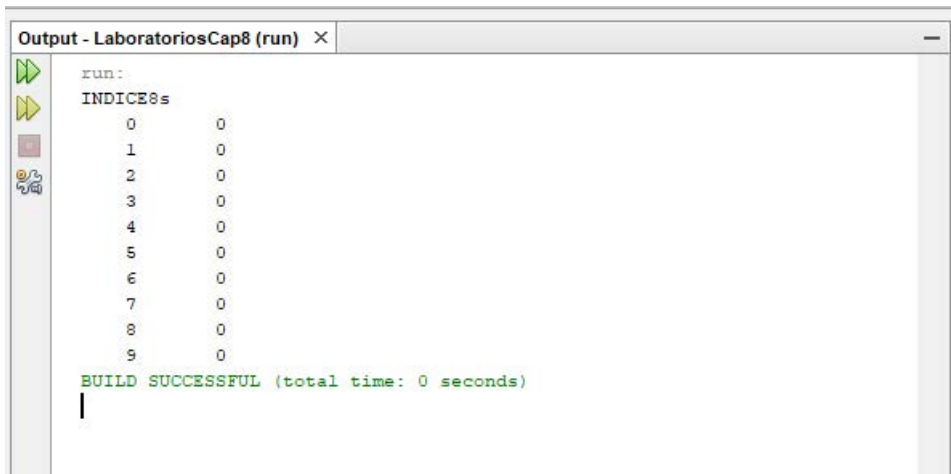 Output - LaboratoriosCap8 (run) ×
run:
INDICE8s
0 0
1 0
2 0
3 0
4 0
5 0
6 0
7 0
8 0
9 0
BUILD SUCCESSFUL (total time: 0 seconds)